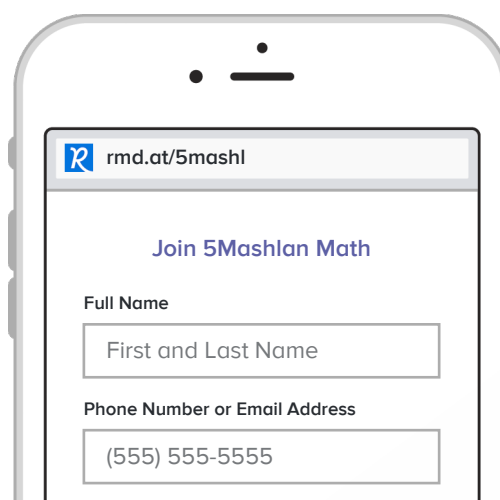 rmd.at/5mashl
Join 5Mashlan Math
Full Name
First and Last Name
Phone Number or Email Address
(555) 555-5555